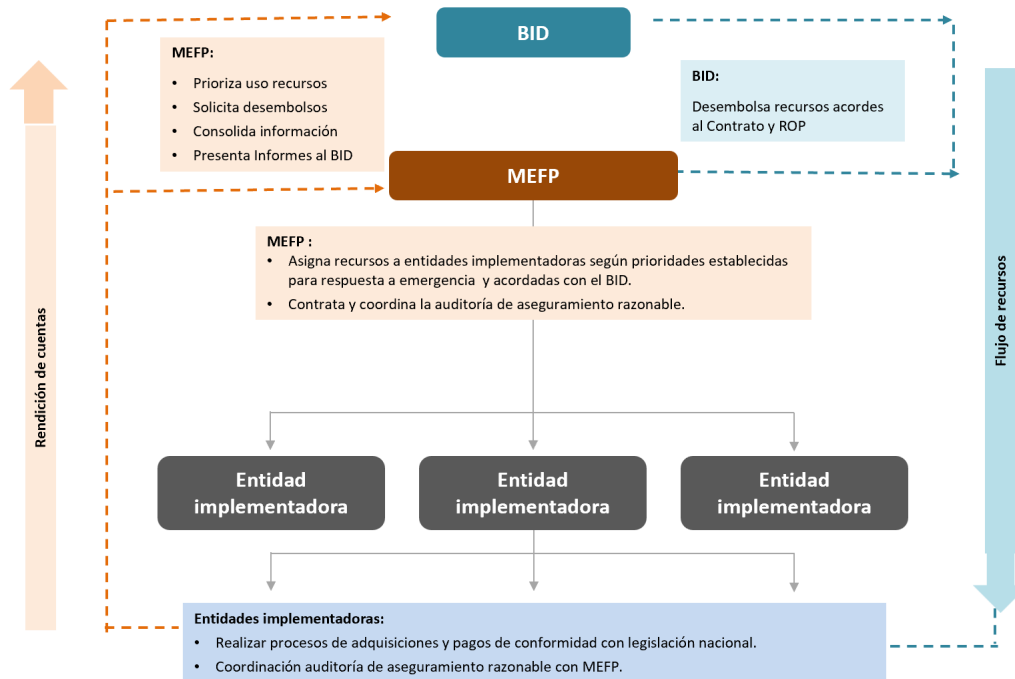 BID
MEFP:
• Prioriza uso recursos
• Solicita desembolsos
• Consolida información
• Presenta Informes al BID
BID:
Desembolsa recursos acordes
al Contrato y ROP
MEFP
MEFP :
• Asigna recursos a entidades implementadoras según prioridades establecidas
para respuesta a emergencia y acordadas con el BID.
• Contrata y coordina la auditoría de aseguramiento razonable.
Rendición de cuentas
Flujo de recursos
Entidad
implementadora
Entidad
implementadora
Entidad
implementadora
Entidades implementadoras:
• Realizar procesos de adquisiciones y pagos de conformidad con legislación nacional.
• Coordinación auditoría de aseguramiento razonable con MEFP.